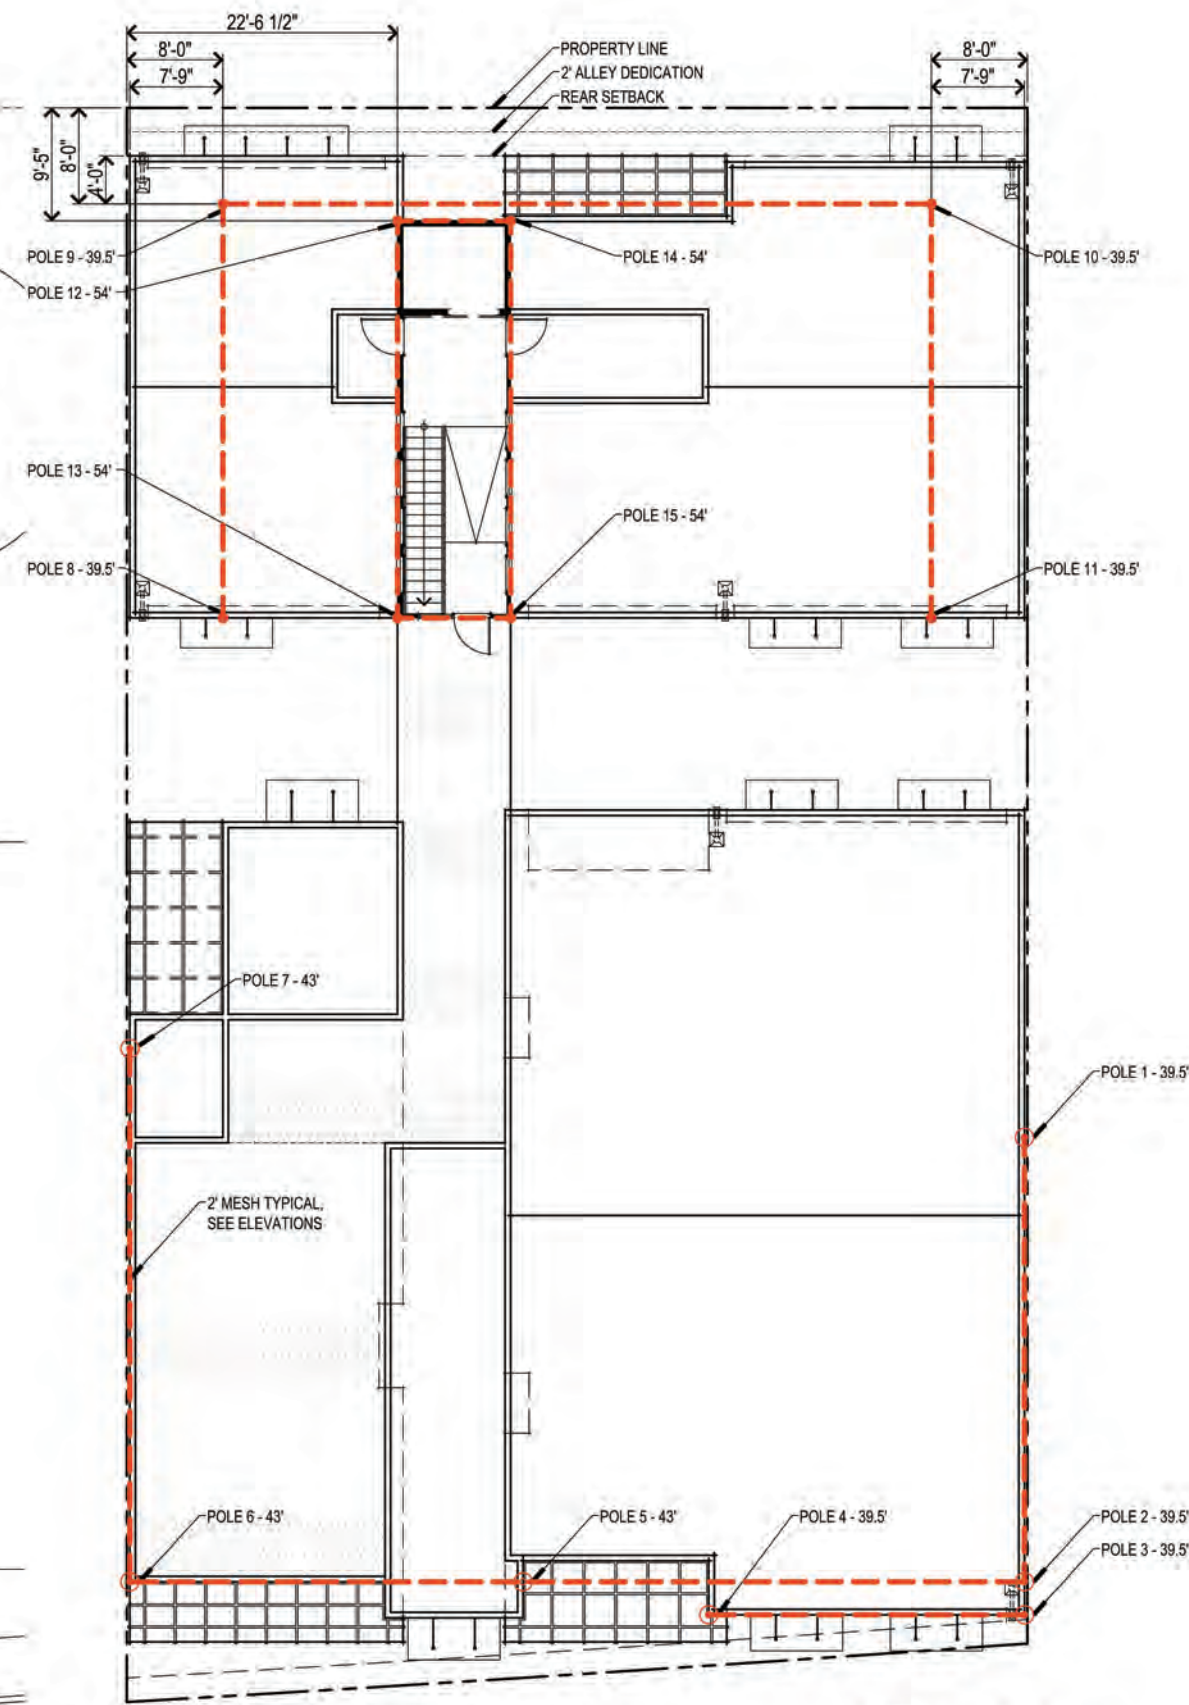 22'-6 1/2"
8'-0"
7'-9"
PROPERTY LINE
2' ALLEY DEDICATION
REAR SETBACK
8'-0"
7'-9"
9'-5"
8'-0"
4'-0"
POLE 9 - 39.5'
POLE 12 - 54'
POLE 14 - 54'
POLE 10 - 39.5'
POLE 13 - 54'
POLE 15 - 54'
POLE 8 - 39.5'
POLE 11 - 39.5'
POLE 7 - 43'
POLE 1 - 39.5'
2' MESH TYPICAL,
SEE ELEVATIONS
POLE 6 - 43'
POLE 5 - 43'
POLE 4 - 39.5'
POLE 2 - 39.5'
POLE 3 - 39.5'